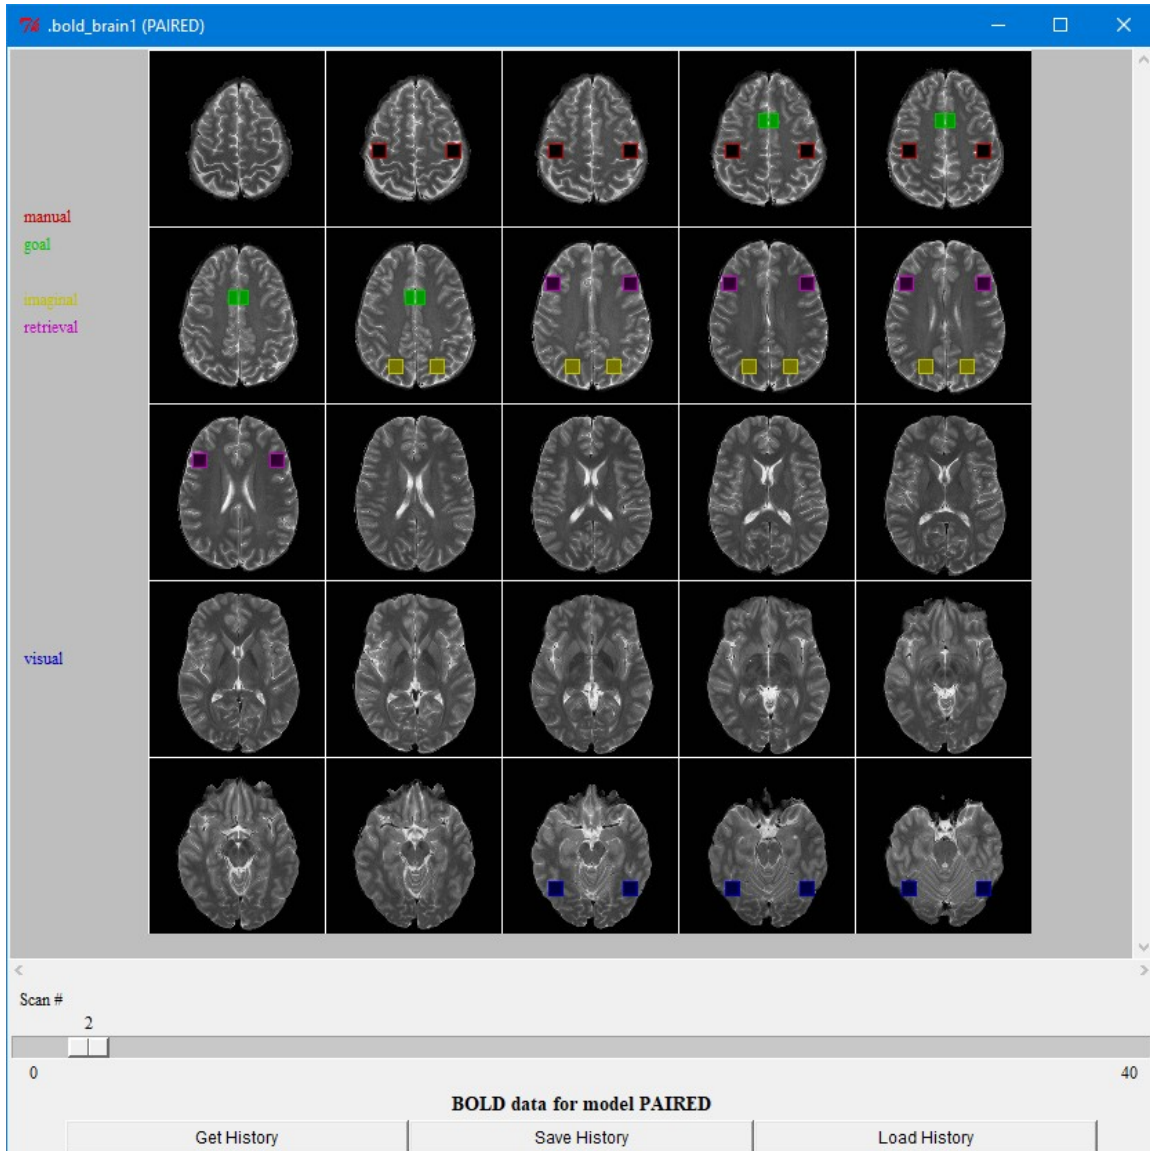 .bold_brain1 (PAIRED)
manual
goal
imaginal
retrieval
visual
Scan #
2
0 40
BOLD data for model PAIRED
Get History Save History Load History